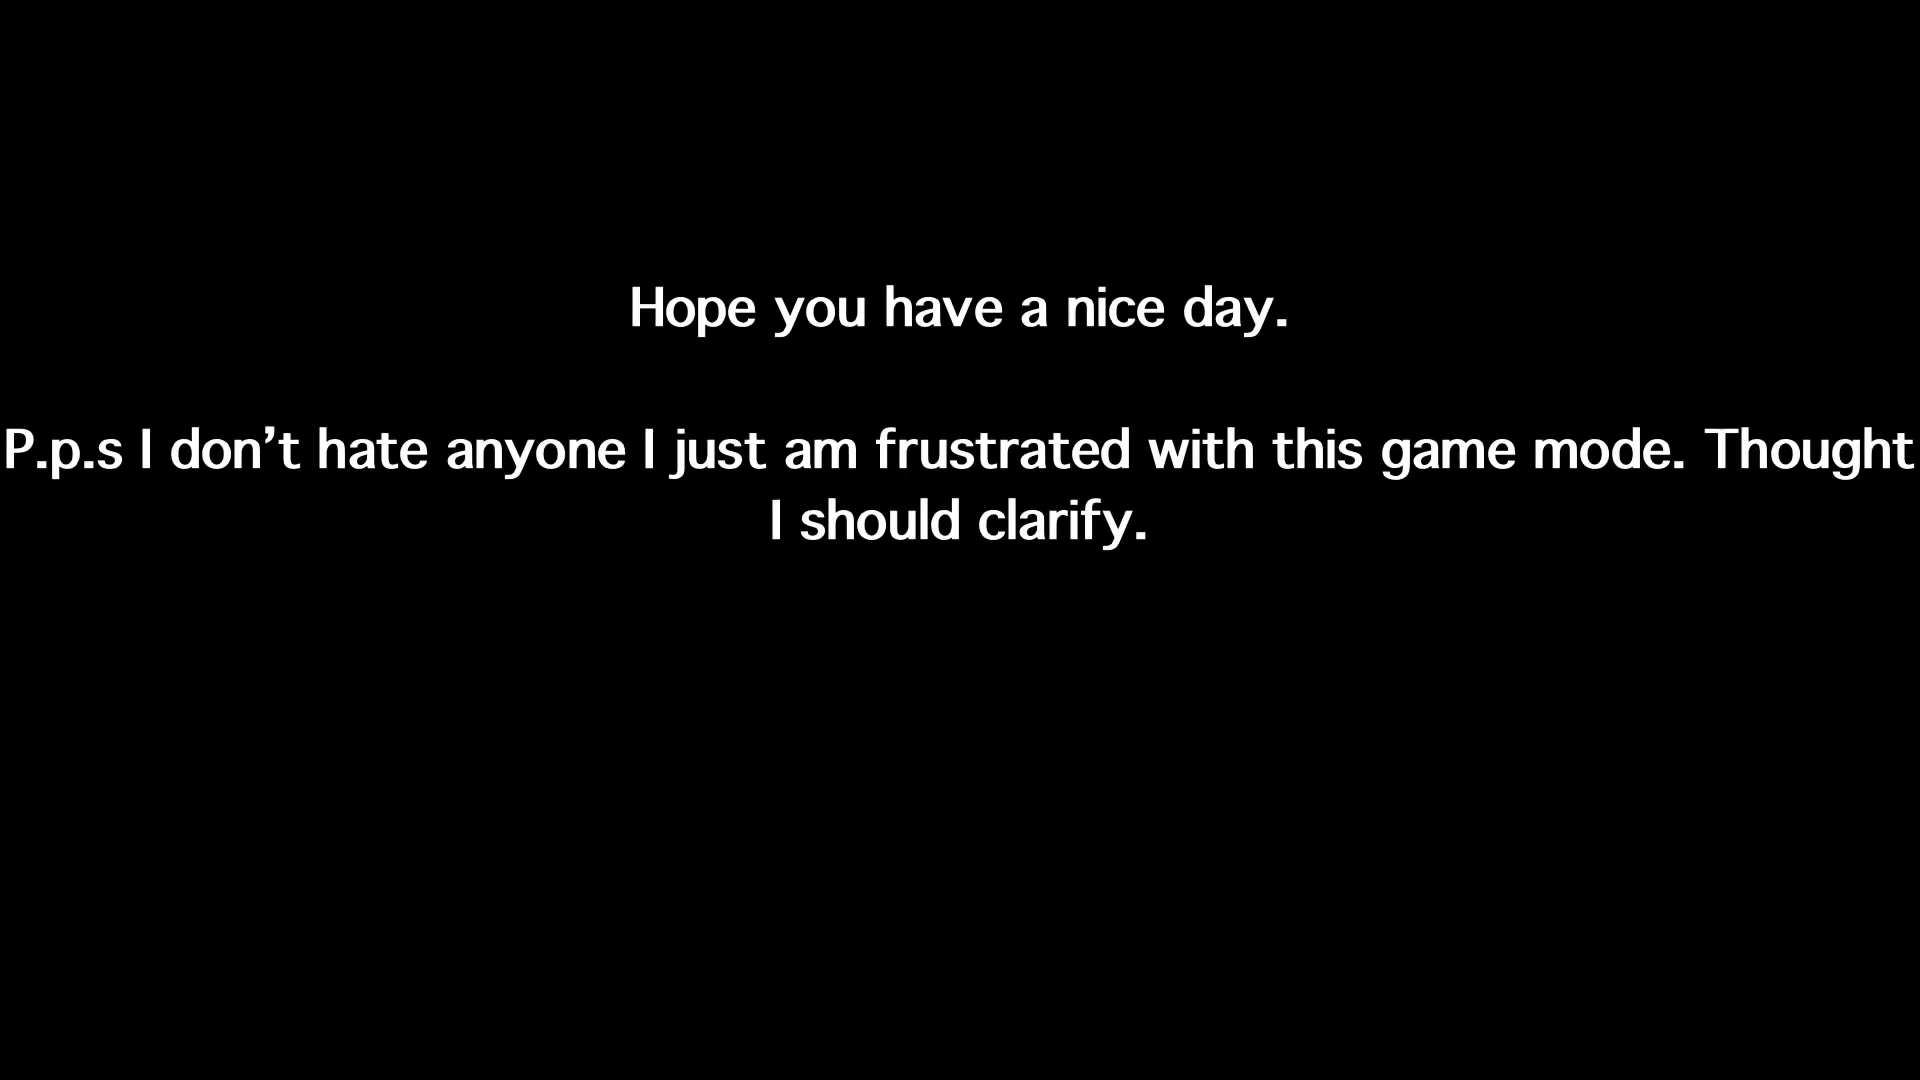 Hope you have a nice day.
P.p.s I don’t hate anyone I just am frustrated with this game mode. Thought
I should clarify.